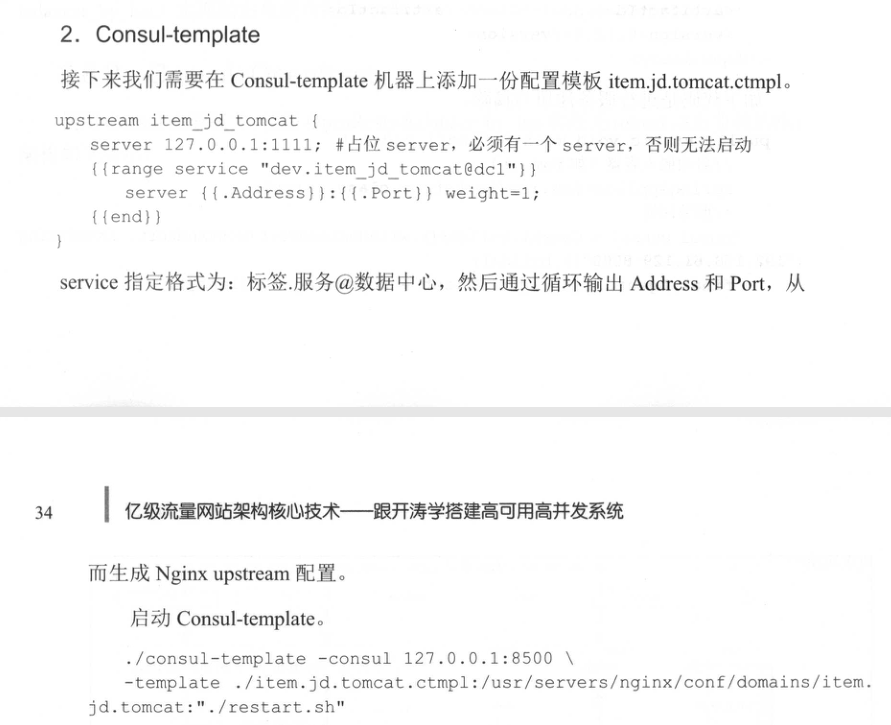 2．Consul-template
接下来我们需要在 Consul-template 机器上添加一份配置模板 item.jd.tomcat.ctmpl。
upstream item_jd_tomcat {
server 127.0.0.1:1111; #占位 server，必须有一个 server，否则无法启动
{{range service "dev.item_jd_tomcat@dc1"}}
server {{.Address}}:{{.Port}} weight=1;
{{end}}
}
service 指定格式为：标签.服务@数据中心，然后通过循环输出 Address 和 Port，从
34
亿级流量网站架构核心技术——跟开涛学搭建高可用高并发系统
而生成 Nginx upstream 配置。
启动 Consul-template。
./consul-template -consul 127.0.0.1:8500 \
-template ./item.jd.tomcat.ctmpl:/usr/servers/nginx/conf/domains/item.
jd.tomcat:"./restart.sh"